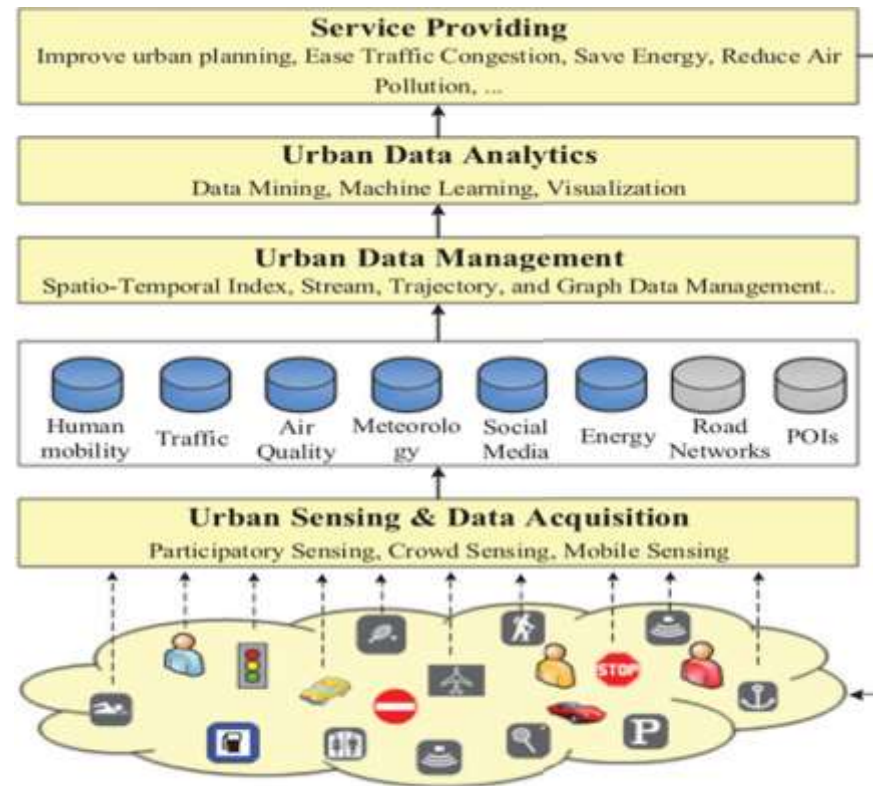 Service Providing
Improve urban planning, Ease Traffic Congestion, Save Energy, Reduce Air
Pollution, ...
Urban Data Analytics
Data Mining, Machine Learning, Visualization
Urban Data Management
Spatio-Temporal Index, Stream, Trajectory, and Graph Data Management..
Human
mobility
Traffic
Air
Quality
Meteorolo
gy
Social
Media
Energy
Road
Networks
POIs
Urban Sensing & Data Acquisition
Participatory Sensing, Crowd Sensing, Mobile Sensing
STOP
P